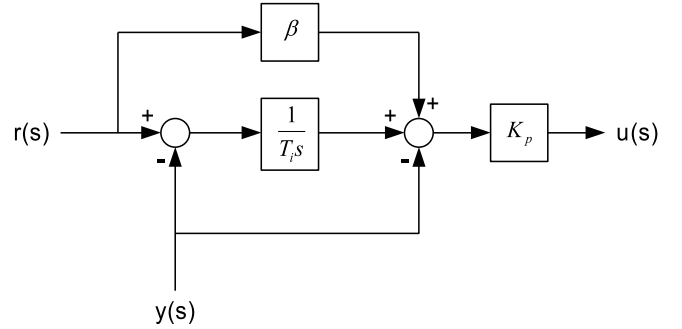 β
+
+
r(s)
+
1
T_i s
+
K_p
u(s)
-
-
y(s)